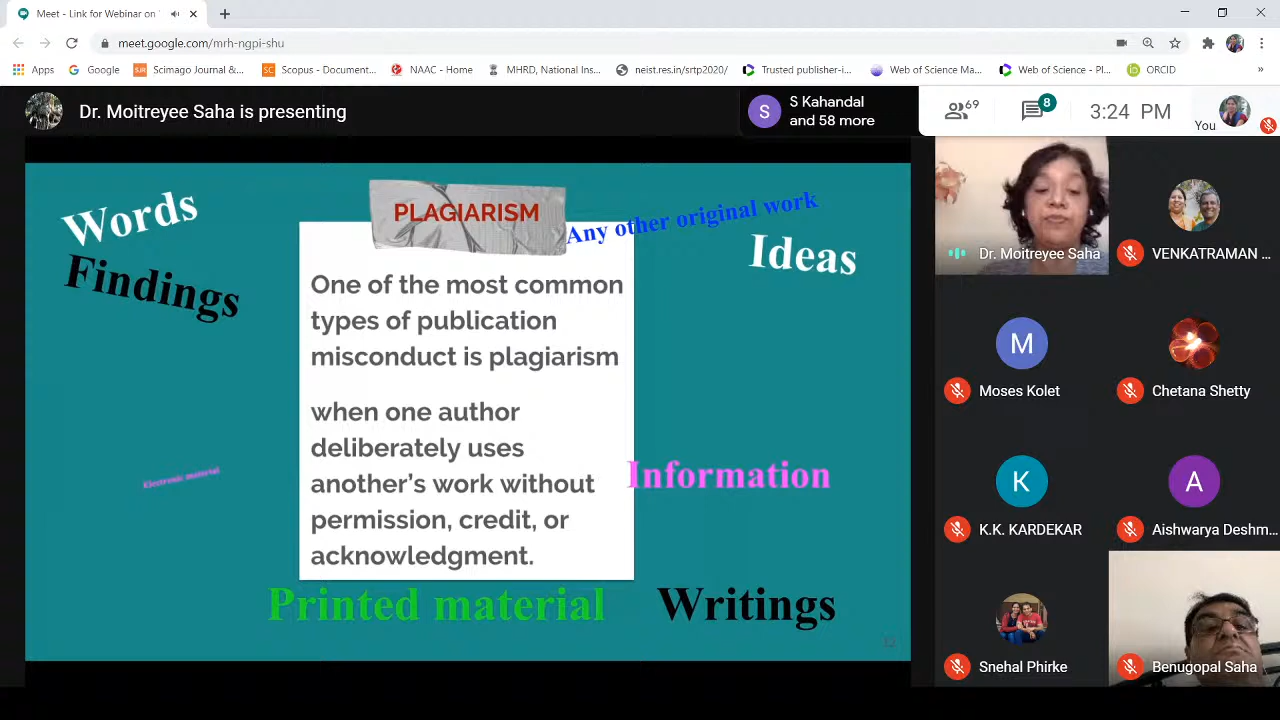 Meet - Link for Webinar on
meet.google.com/mrh-ngpi-shu
Apps
Google
Scimago Journal &...
Scopus - Document...
NAAC - Home
MHRD, National Ins...
neist.res.in/srtp2020/
Trusted publisher-i...
Web of Science Ma...
Web of Science - Pl...
ORCID
»
Dr. Moitreyee Saha is presenting
S
S Kahandal
and 58 more
69
8
3:24 PM
You
Words
Findings
PLAGIARISM
Any other original work
Ideas
One of the most common
types of publication
misconduct is plagiarism
when one author
deliberately uses
another's work without
permission, credit, or
acknowledgment.
Electronic material
Information
Printed material
Writings
12
Dr. Moitreyee Saha
VENKATRAMAN ...
M
Moses Kolet
Chetana Shetty
K
K.K. KARDEKAR
A
Aishwarya Deshm...
Snehal Phirke
Benugopal Saha